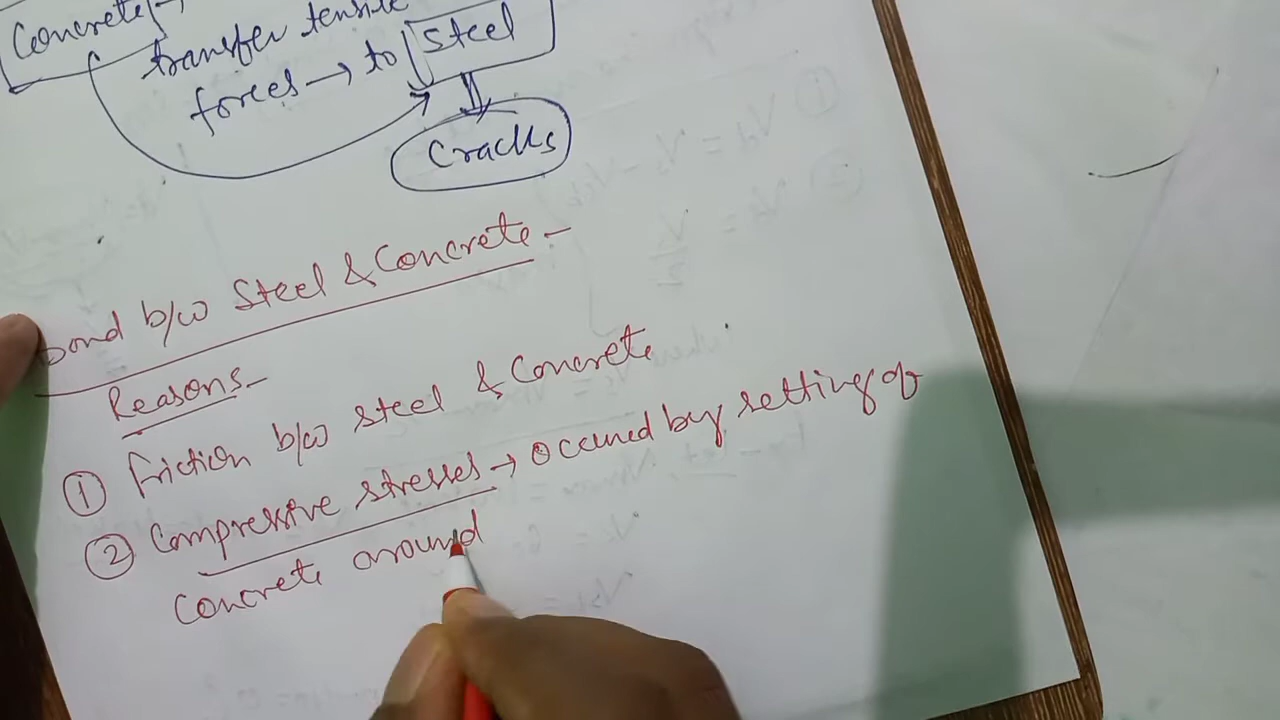 Concrete →
transfer tensile
forces → to steel
Cracks
Bond b/w Steel & Concrete -
Reasons -
① Friction b/w steel & Concrete
② Compressive stresses → Occured by setting of
Concrete around